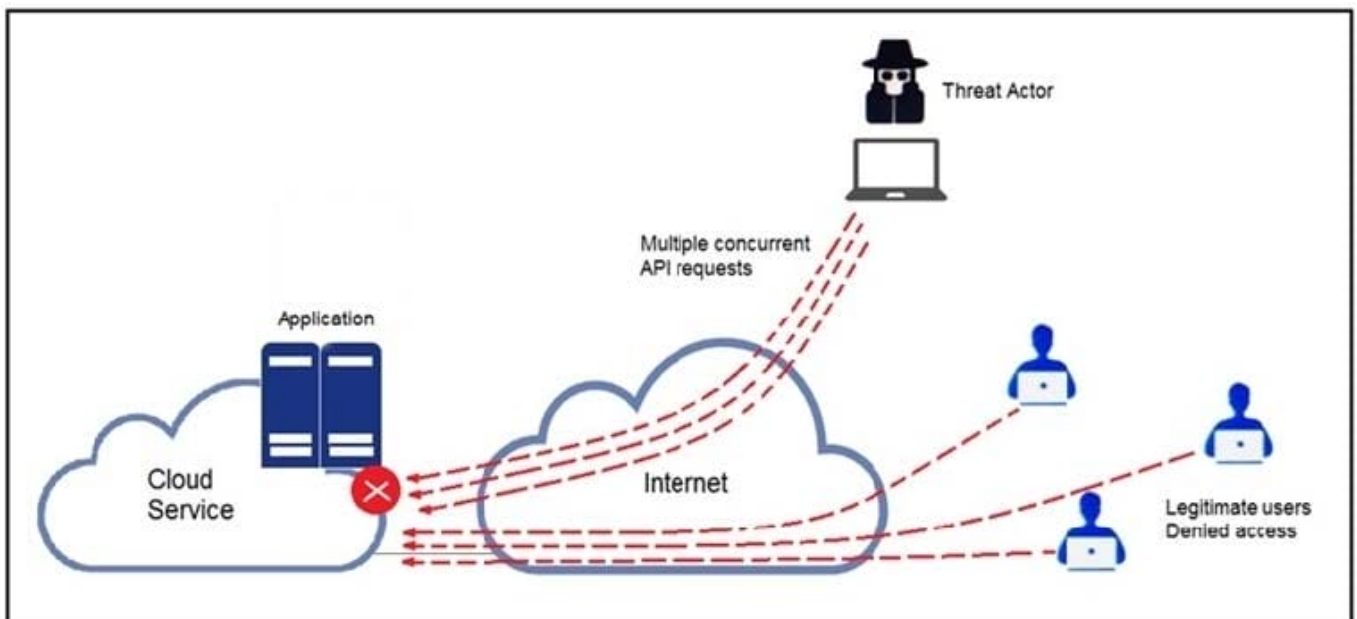 Threat Actor
Multiple concurrent
API requests
Application
Cloud
Service
Internet
Legitimate users
Denied access